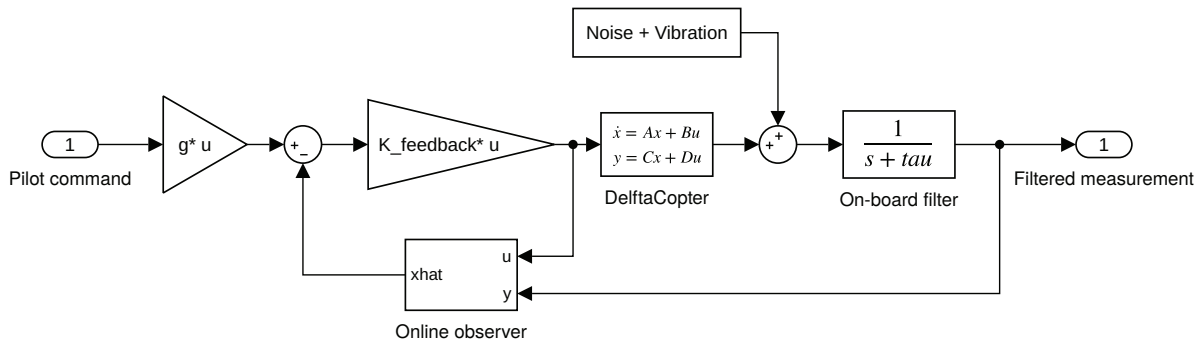 Noise + Vibration
1
Pilot command
g* u
+
−
K_feedback* u
ẋ = Ax + Bu
y = Cx + Du
DelftaCopter
+
+
1
s + tau
On-board filter
1
Filtered measurement
xhat
u
y
Online observer